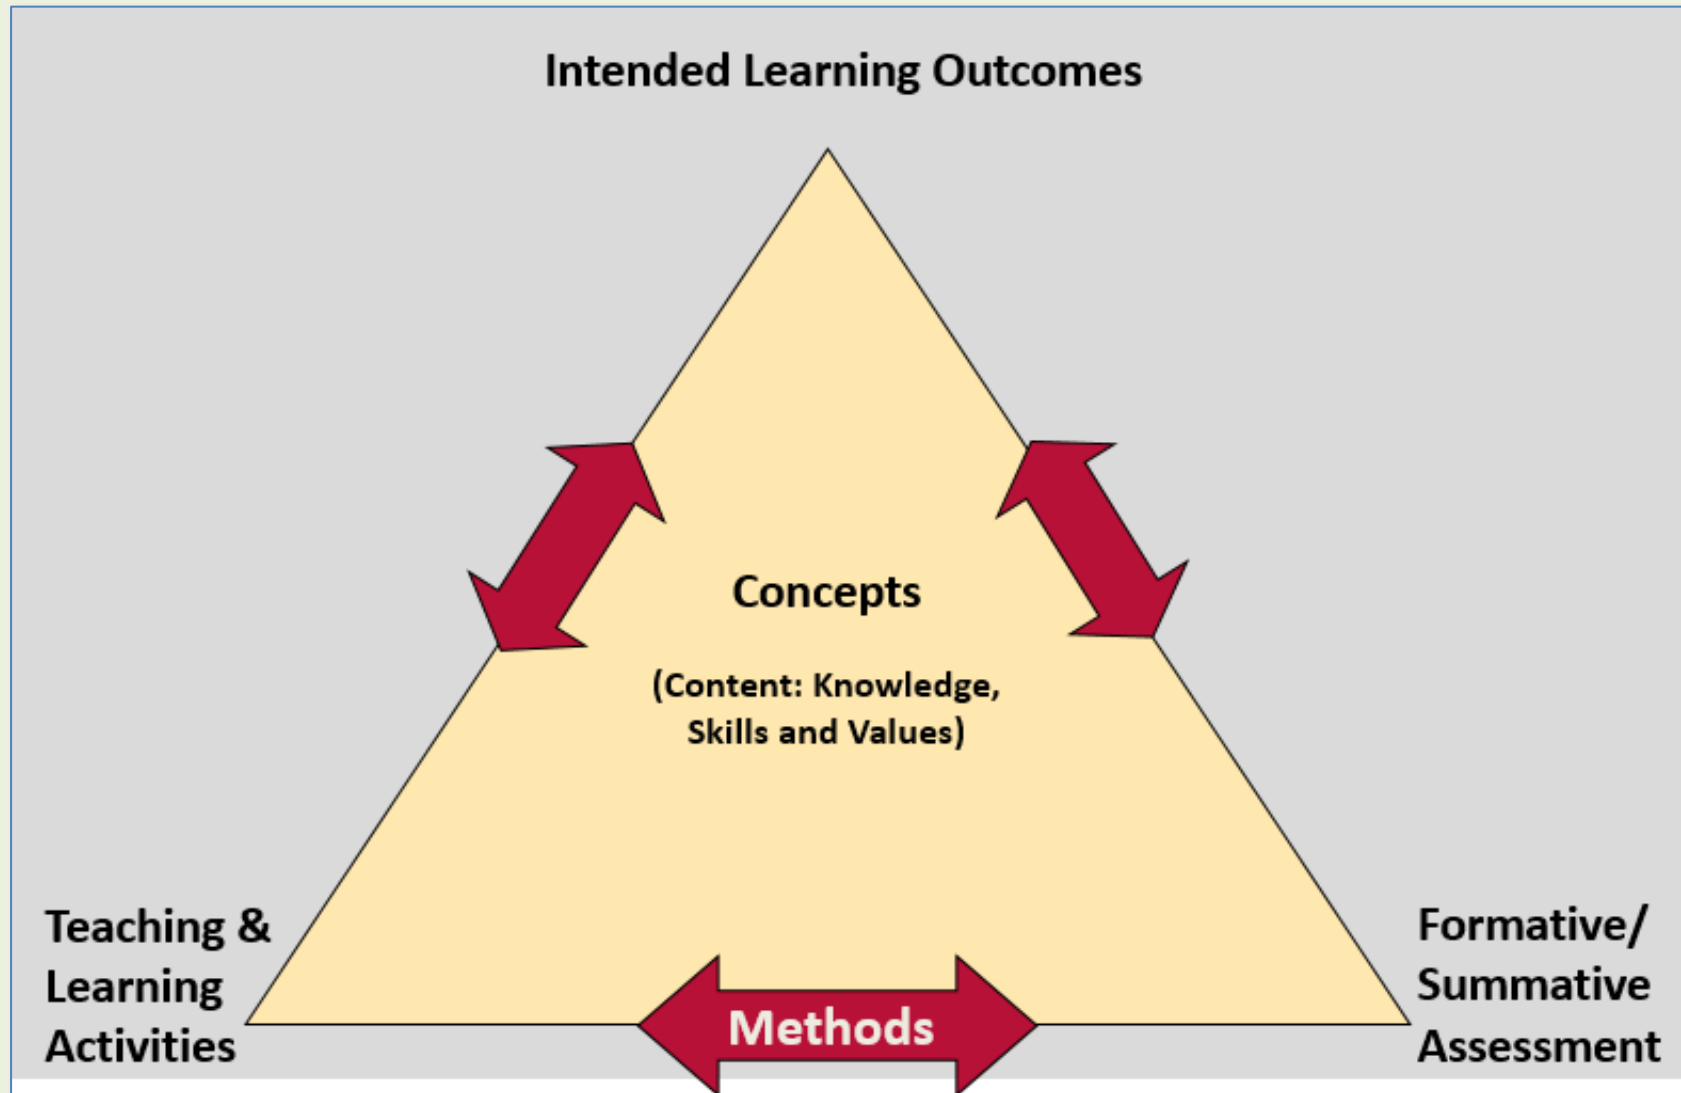 Intended Learning Outcomes
Concepts
(Content: Knowledge,
Skills and Values)
Teaching &
Learning
Activities
Methods
Formative/
Summative
Assessment